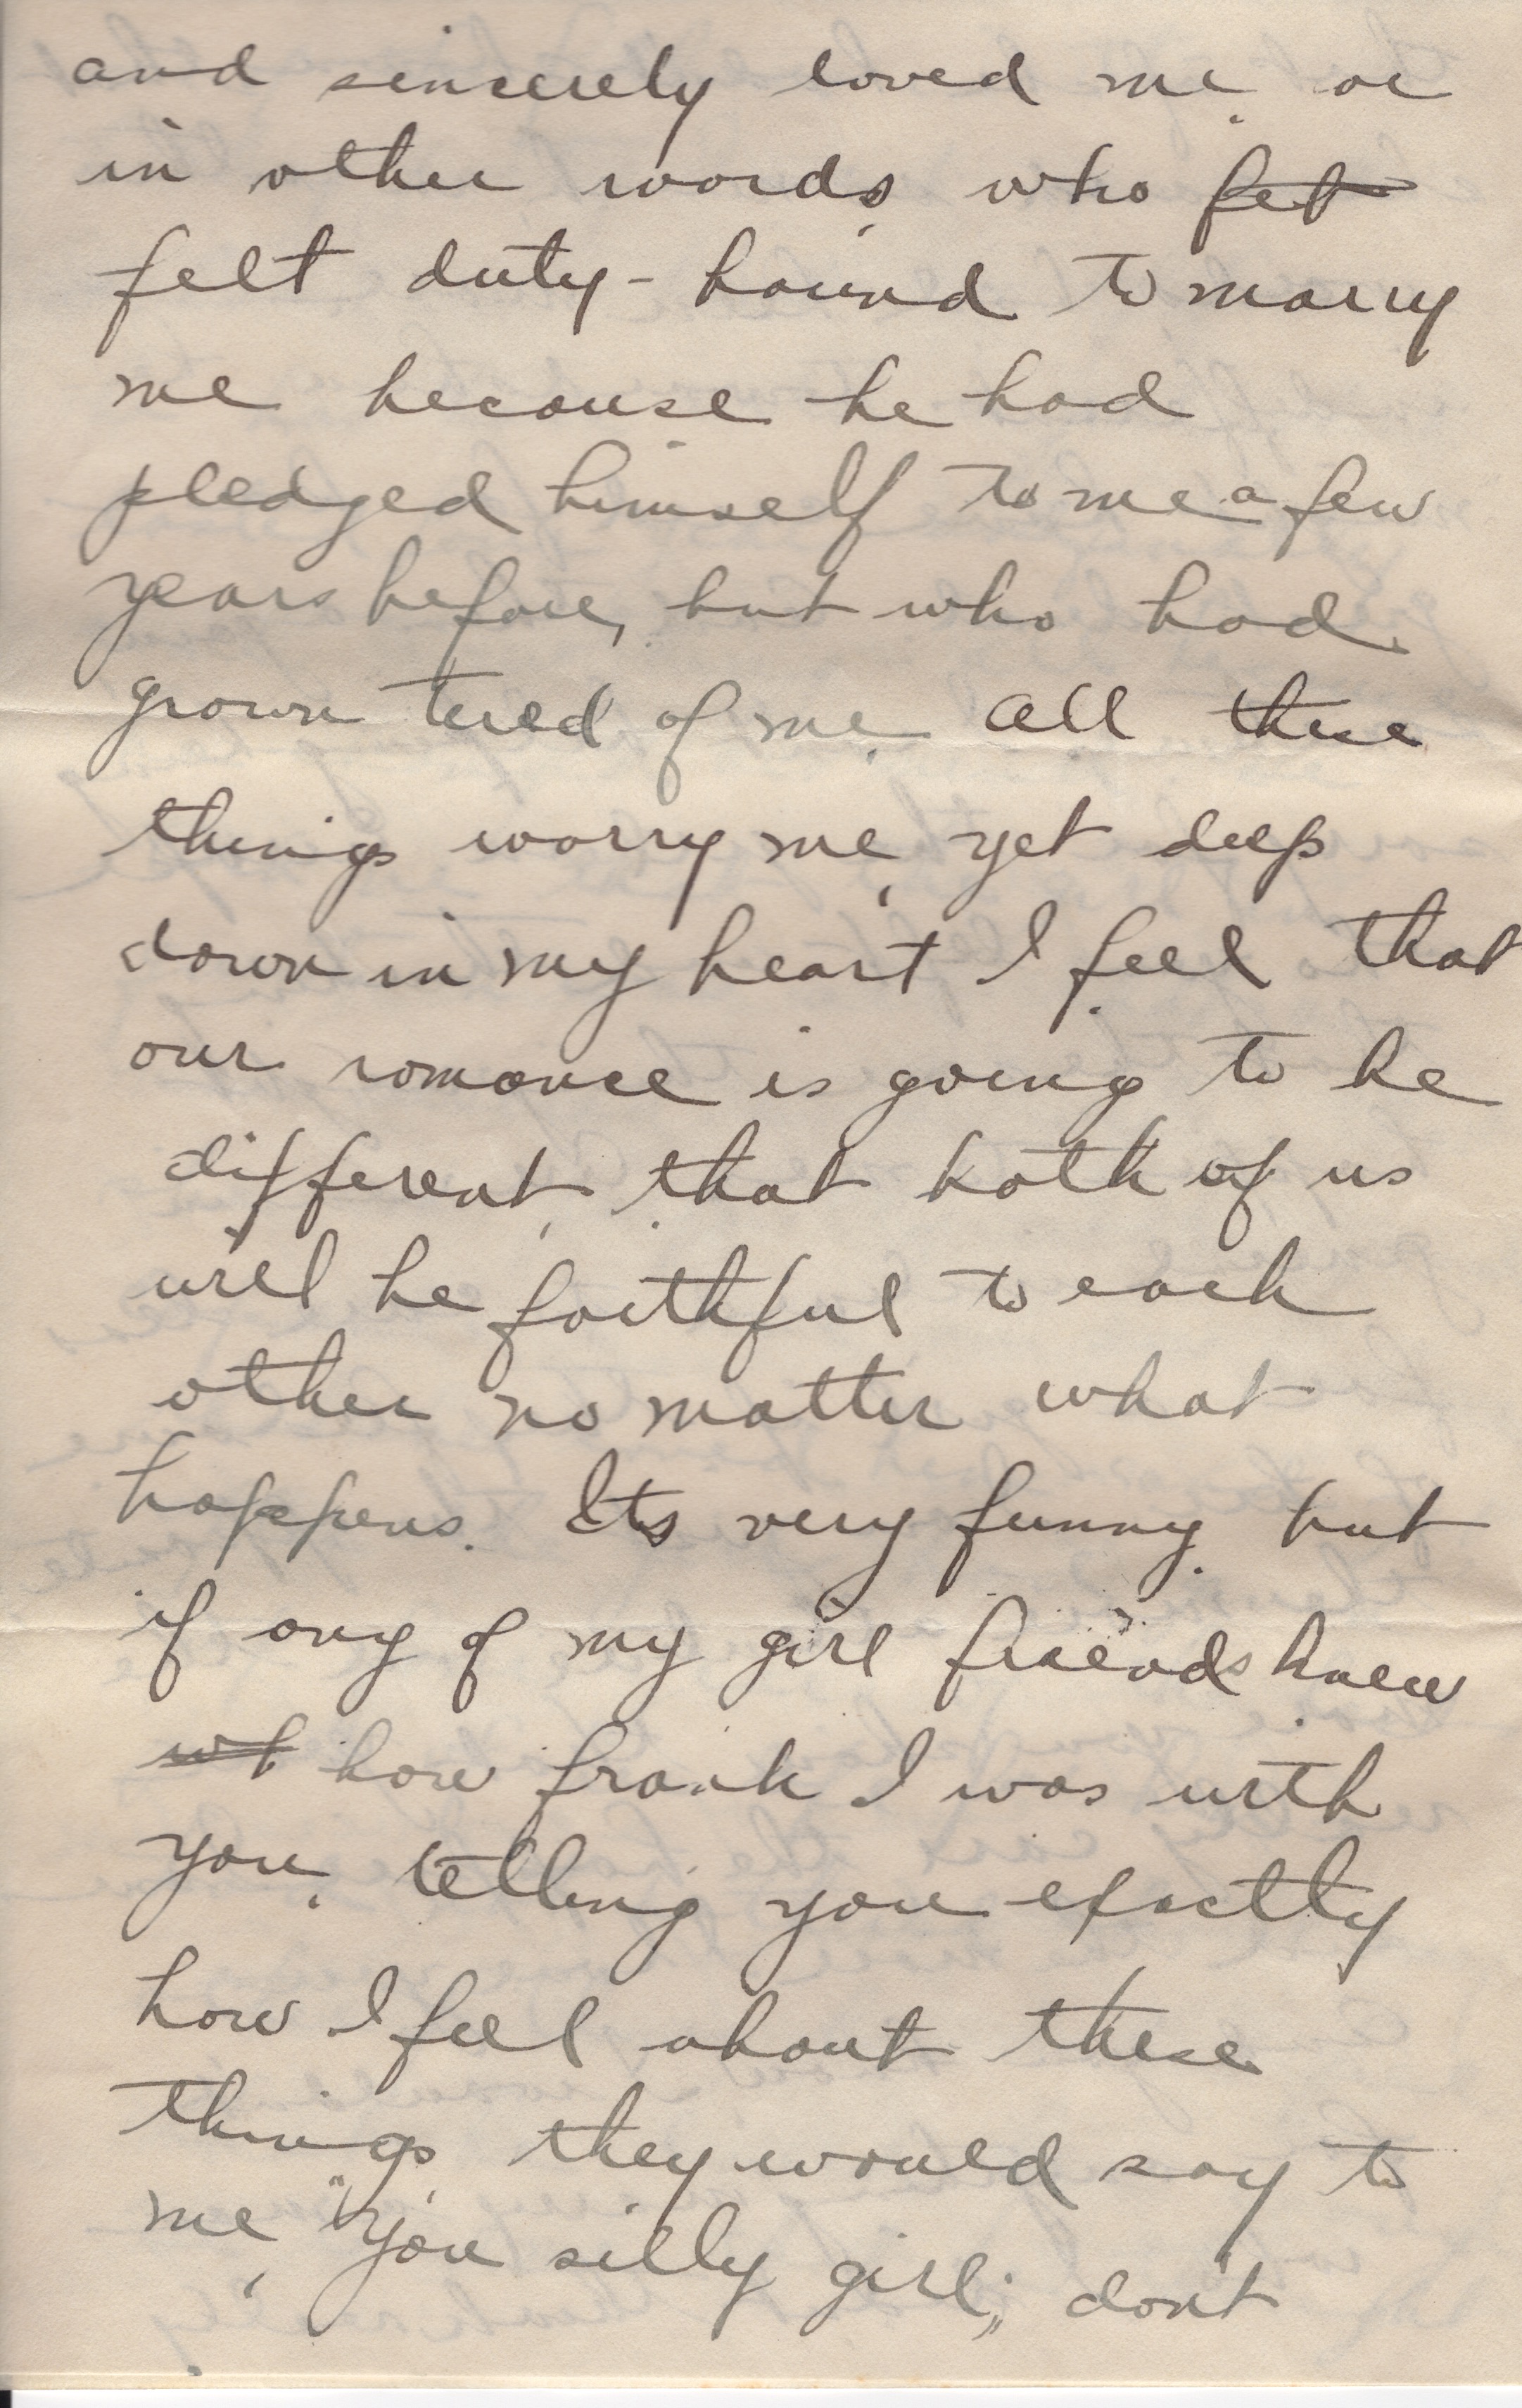 and sincerely loved me, or
in other words, who fet
felt duty-bound to marry
me because he had
pledged himself to me a few
years before, but who had
grown tired of me. All these
things worry me, yet deep
down in my heart I feel that
our romance is going to be
different, that both of us
will be faithful to each
other no matter what
happens. Its very funny, but
if any of my girl friends knew
wh how frank I was with
you, telling you exactly
how I feel about these
things, they would say to
me, "You silly girl, don't